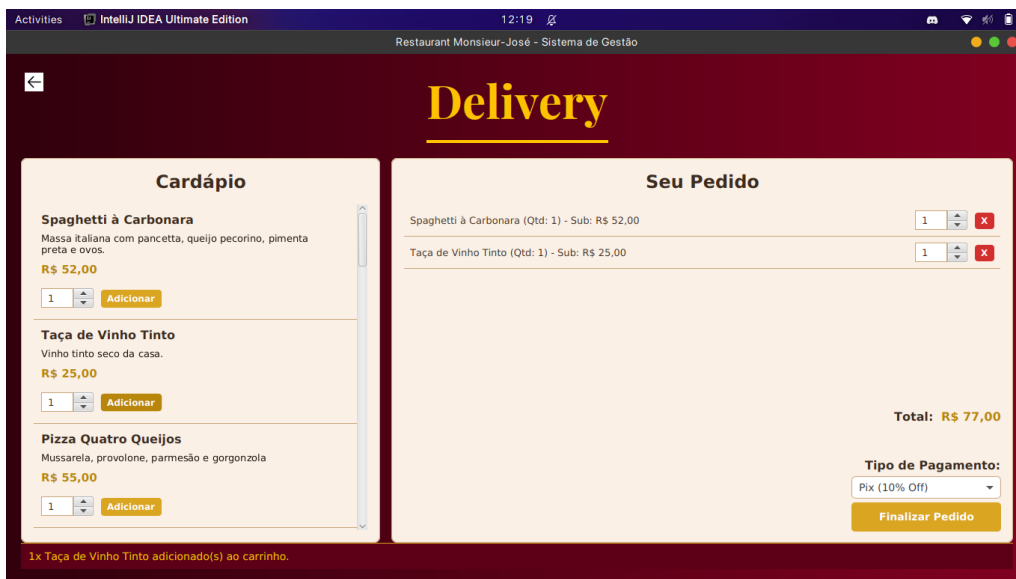 Activities IntelliJ IDEA Ultimate Edition 12:19
Restaurant Monsieur-José - Sistema de Gestão
Delivery
Cardápio
Spaghetti à Carbonara
Massa italiana com pancetta, queijo pecorino, pimenta
preta e ovos.
R$ 52,00
1 Adicionar
Taça de Vinho Tinto
Vinho tinto seco da casa.
R$ 25,00
1 Adicionar
Pizza Quatro Queijos
Mussarela, provolone, parmesão e gorgonzola
R$ 55,00
1 Adicionar
Seu Pedido
Spaghetti à Carbonara (Qtd: 1) - Sub: R$ 52,00 1 X
Taça de Vinho Tinto (Qtd: 1) - Sub: R$ 25,00 1 X
Total: R$ 77,00
Tipo de Pagamento:
Pix (10% Off)
Finalizar Pedido
1x Taça de Vinho Tinto adicionado(s) ao carrinho.